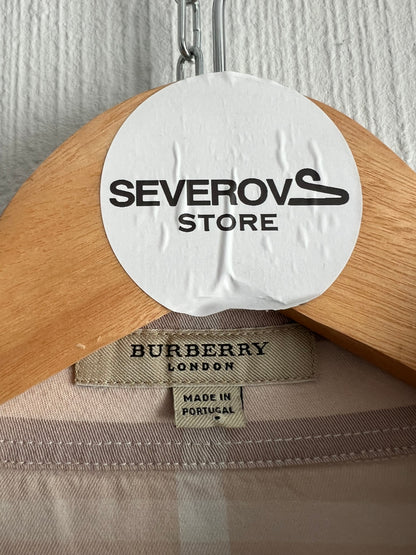 SEVEROVS
STORE
BURBERRY
LONDON
MADE IN
PORTUGAL